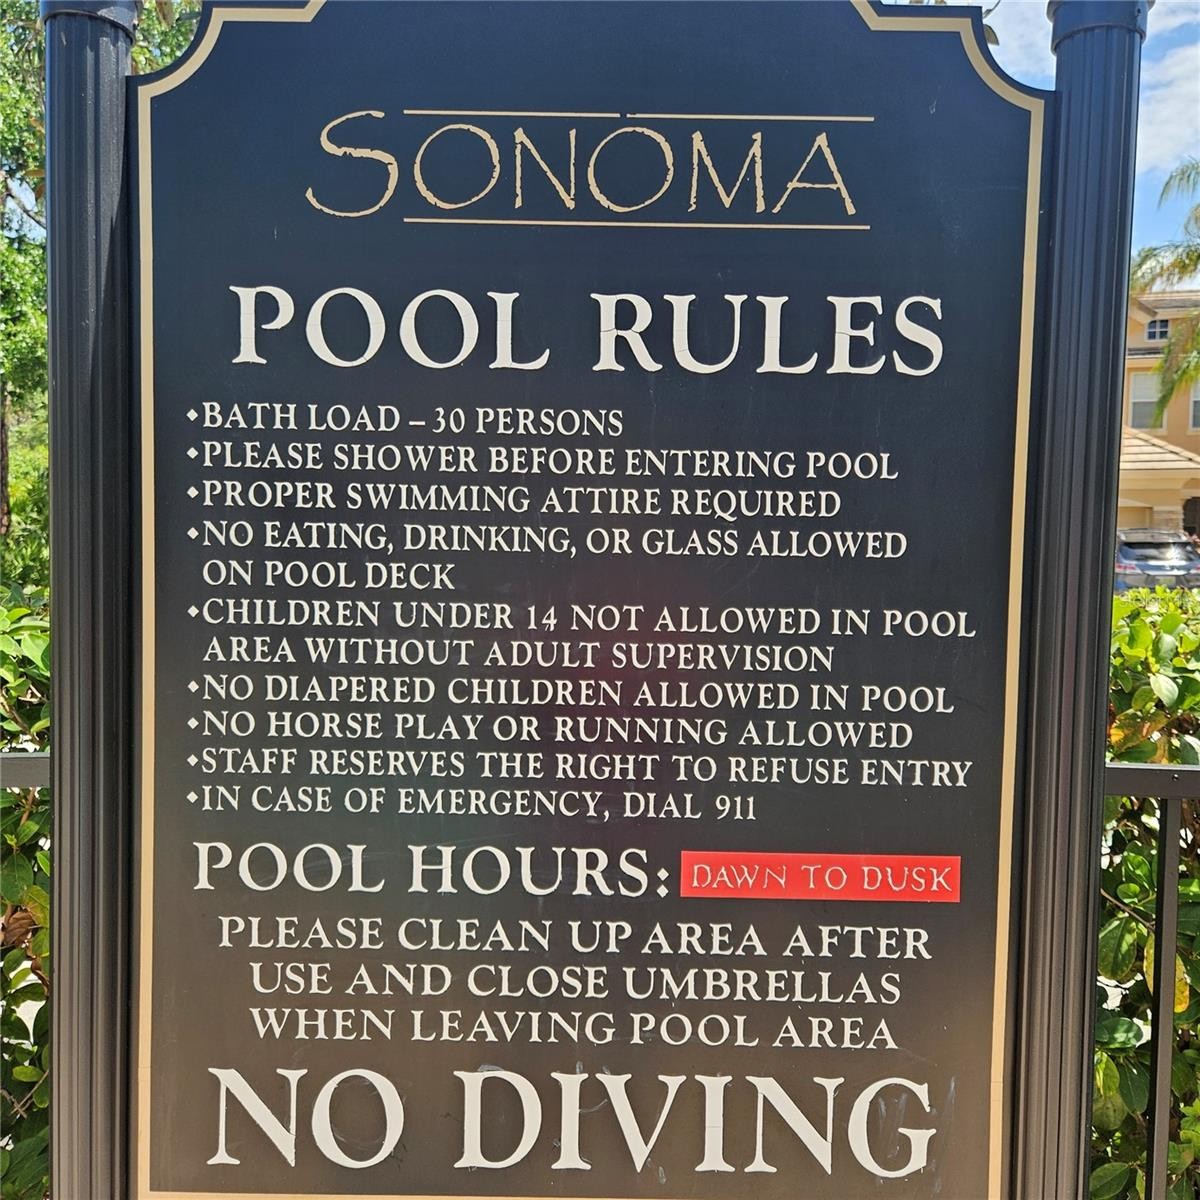 SONOMA
POOL RULES
•BATH LOAD – 30 PERSONS
•PLEASE SHOWER BEFORE ENTERING POOL
•PROPER SWIMMING ATTIRE REQUIRED
•NO EATING, DRINKING, OR GLASS ALLOWED
ON POOL DECK
•CHILDREN UNDER 14 NOT ALLOWED IN POOL
AREA WITHOUT ADULT SUPERVISION
•NO DIAPERED CHILDREN ALLOWED IN POOL
•NO HORSE PLAY OR RUNNING ALLOWED
•STAFF RESERVES THE RIGHT TO REFUSE ENTRY
•IN CASE OF EMERGENCY, DIAL 911
POOL HOURS: DAWN TO DUSK
PLEASE CLEAN UP AREA AFTER
USE AND CLOSE UMBRELLAS
WHEN LEAVING POOL AREA
NO DIVING